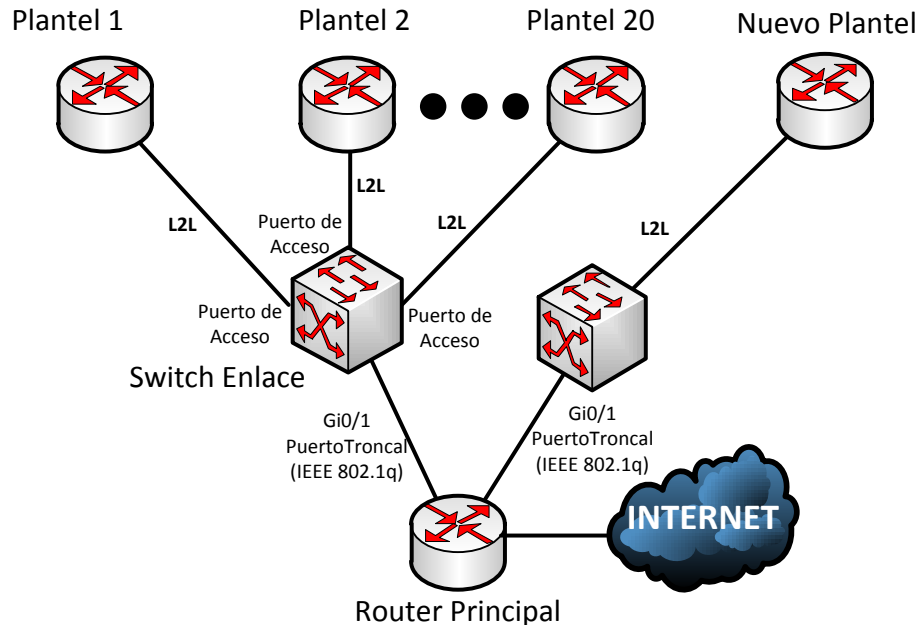 Plantel 1
Plantel 2
Plantel 20
Nuevo Plantel
L2L
L2L
L2L
L2L
Puerto de
Acceso
Puerto de
Acceso
Puerto de
Acceso
Switch Enlace
Gi0/1
PuertoTroncal
(IEEE 802.1q)
Gi0/1
PuertoTroncal
(IEEE 802.1q)
INTERNET
Router Principal